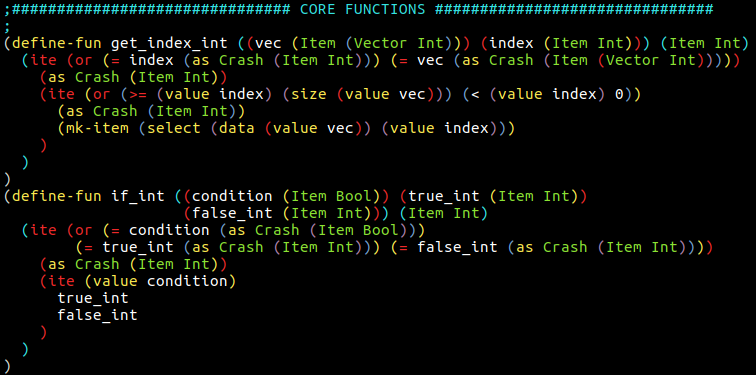 ;############################### CORE FUNCTIONS ###############################
;
(define-fun get_index_int ((vec (Item (Vector Int))) (index (Item Int))) (Item Int)
  (ite (or (= index (as Crash (Item Int))) (= vec (as Crash (Item (Vector Int)))))
    (as Crash (Item Int))
    (ite (or (>= (value index) (size (value vec))) (< (value index) 0))
      (as Crash (Item Int))
      (mk-item (select (data (value vec)) (value index)))
    )
  )
)
(define-fun if_int ((condition (Item Bool)) (true_int (Item Int))
                    (false_int (Item Int))) (Item Int)
  (ite (or (= condition (as Crash (Item Bool)))
        (= true_int (as Crash (Item Int))) (= false_int (as Crash (Item Int))))
    (as Crash (Item Int))
    (ite (value condition)
      true_int
      false_int
    )
  )
)